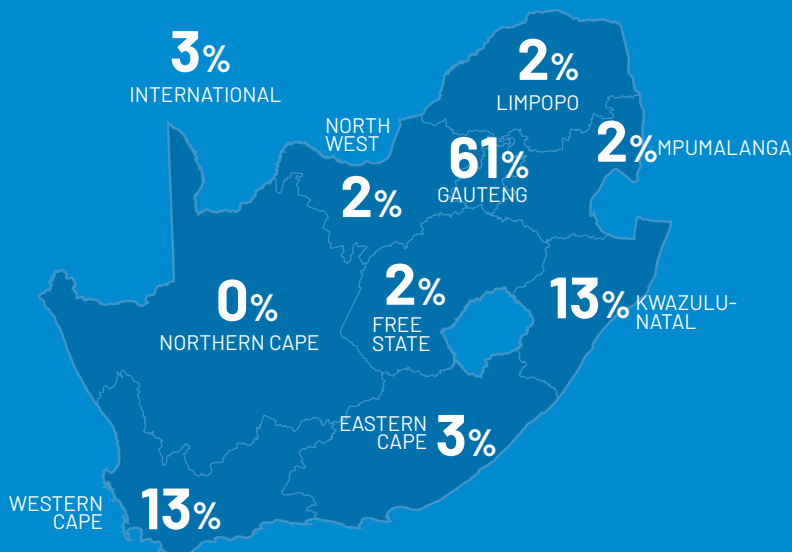 3%
INTERNATIONAL
2%
LIMPOPO
NORTH
WEST
2%
61%
GAUTENG
2% MPUMALANGA
0%
NORTHERN CAPE
2%
FREE
STATE
13% KWAZULU-
NATAL
EASTERN
CAPE 3%
WESTERN
CAPE 13%